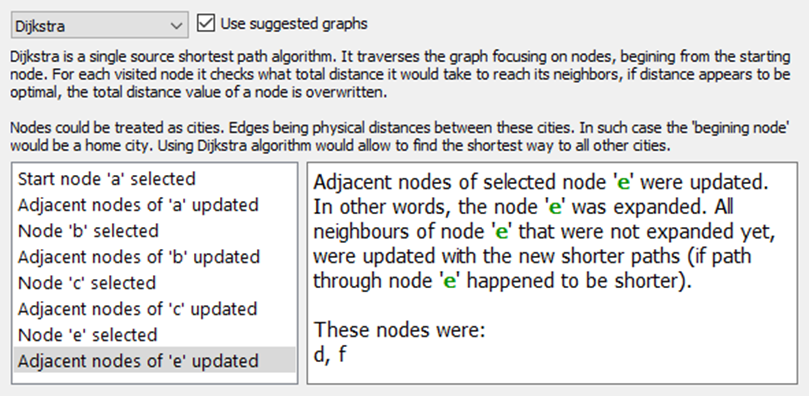 Dijkstra
Use suggested graphs
Dijkstra is a single source shortest path algorithm. It traverses the graph focusing on nodes, begining from the starting
node. For each visited node it checks what total distance it would take to reach its neighbors, if distance appears to be
optimal, the total distance value of a node is overwritten.
Nodes could be treated as cities. Edges being physical distances between these cities. In such case the 'begining node'
would be a home city. Using Dijkstra algorithm would allow to find the shortest way to all other cities.
Start node 'a' selected
Adjacent nodes of 'a' updated
Node 'b' selected
Adjacent nodes of 'b' updated
Node 'c' selected
Adjacent nodes of 'c' updated
Node 'e' selected
Adjacent nodes of 'e' updated
Adjacent nodes of selected node 'e' were updated.
In other words, the node 'e' was expanded. All
neighbours of node 'e' that were not expanded yet,
were updated with the new shorter paths (if path
through node 'e' happened to be shorter).
These nodes were:
d, f